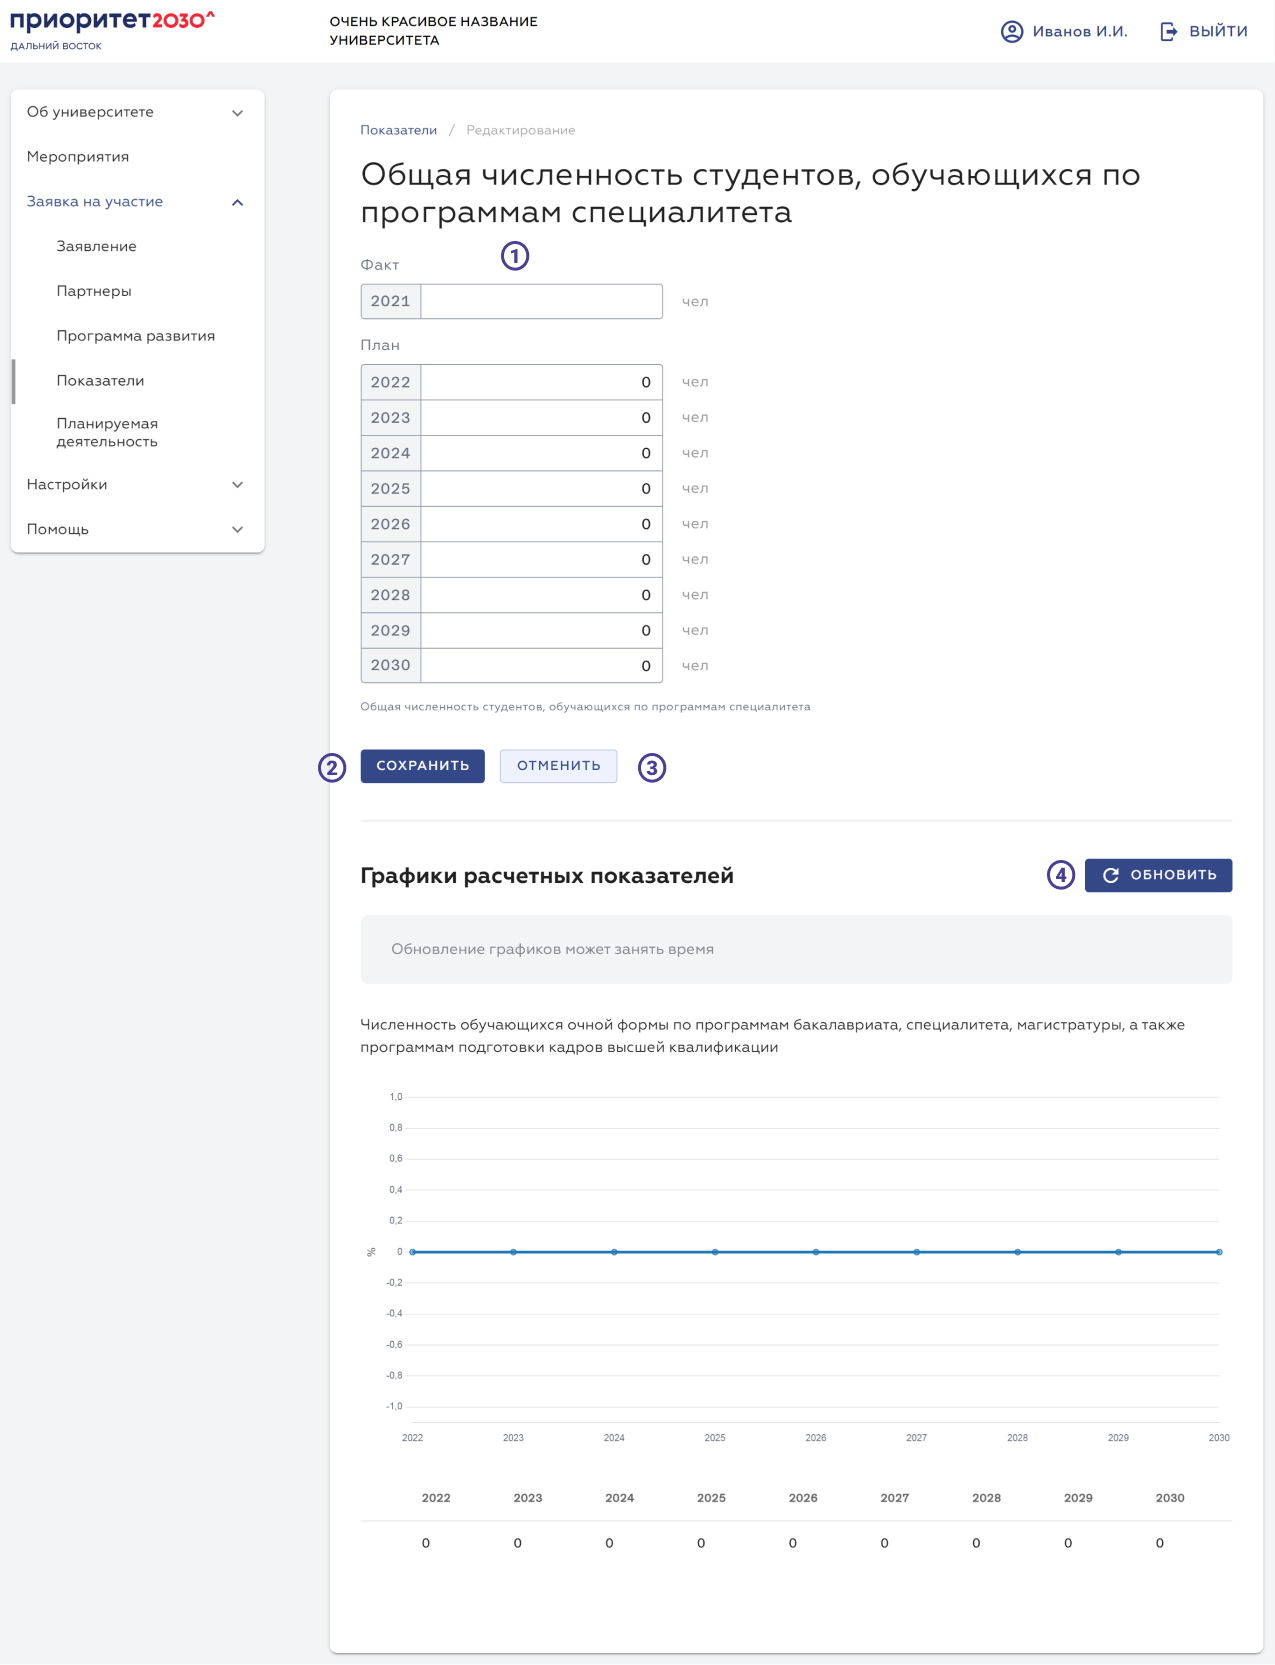 приоритет2030^
ДАЛЬНИЙ ВОСТОК
ОЧЕНЬ КРАСИВОЕ НАЗВАНИЕ
УНИВЕРСИТЕТА
Иванов И.И.
ВЫЙТИ
Об университете
Мероприятия
Заявка на участие
Заявление
Партнеры
Программа развития
Показатели
Планируемая
деятельность
Настройки
Помощь
Показатели / Редактирование
Общая численность студентов, обучающихся по
программам специалитета
1
Факт
2021 чел
План
2022 0 чел
2023 0 чел
2024 0 чел
2025 0 чел
2026 0 чел
2027 0 чел
2028 0 чел
2029 0 чел
2030 0 чел
Общая численность студентов, обучающихся по программам специалитета
2 СОХРАНИТЬ ОТМЕНИТЬ 3
Графики расчетных показателей
4 ОБНОВИТЬ
Обновление графиков может занять время
Численность обучающихся очной формы по программам бакалавриата, специалитета, магистратуры, а также
программам подготовки кадров высшей квалификации
1,0
0,8
0,6
0,4
0,2
% 0
-0,2
-0,4
-0,6
-0,8
-1,0
2022 2023 2024 2025 2026 2027 2028 2029 2030
2022 2023 2024 2025 2026 2027 2028 2029 2030
0 0 0 0 0 0 0 0 0